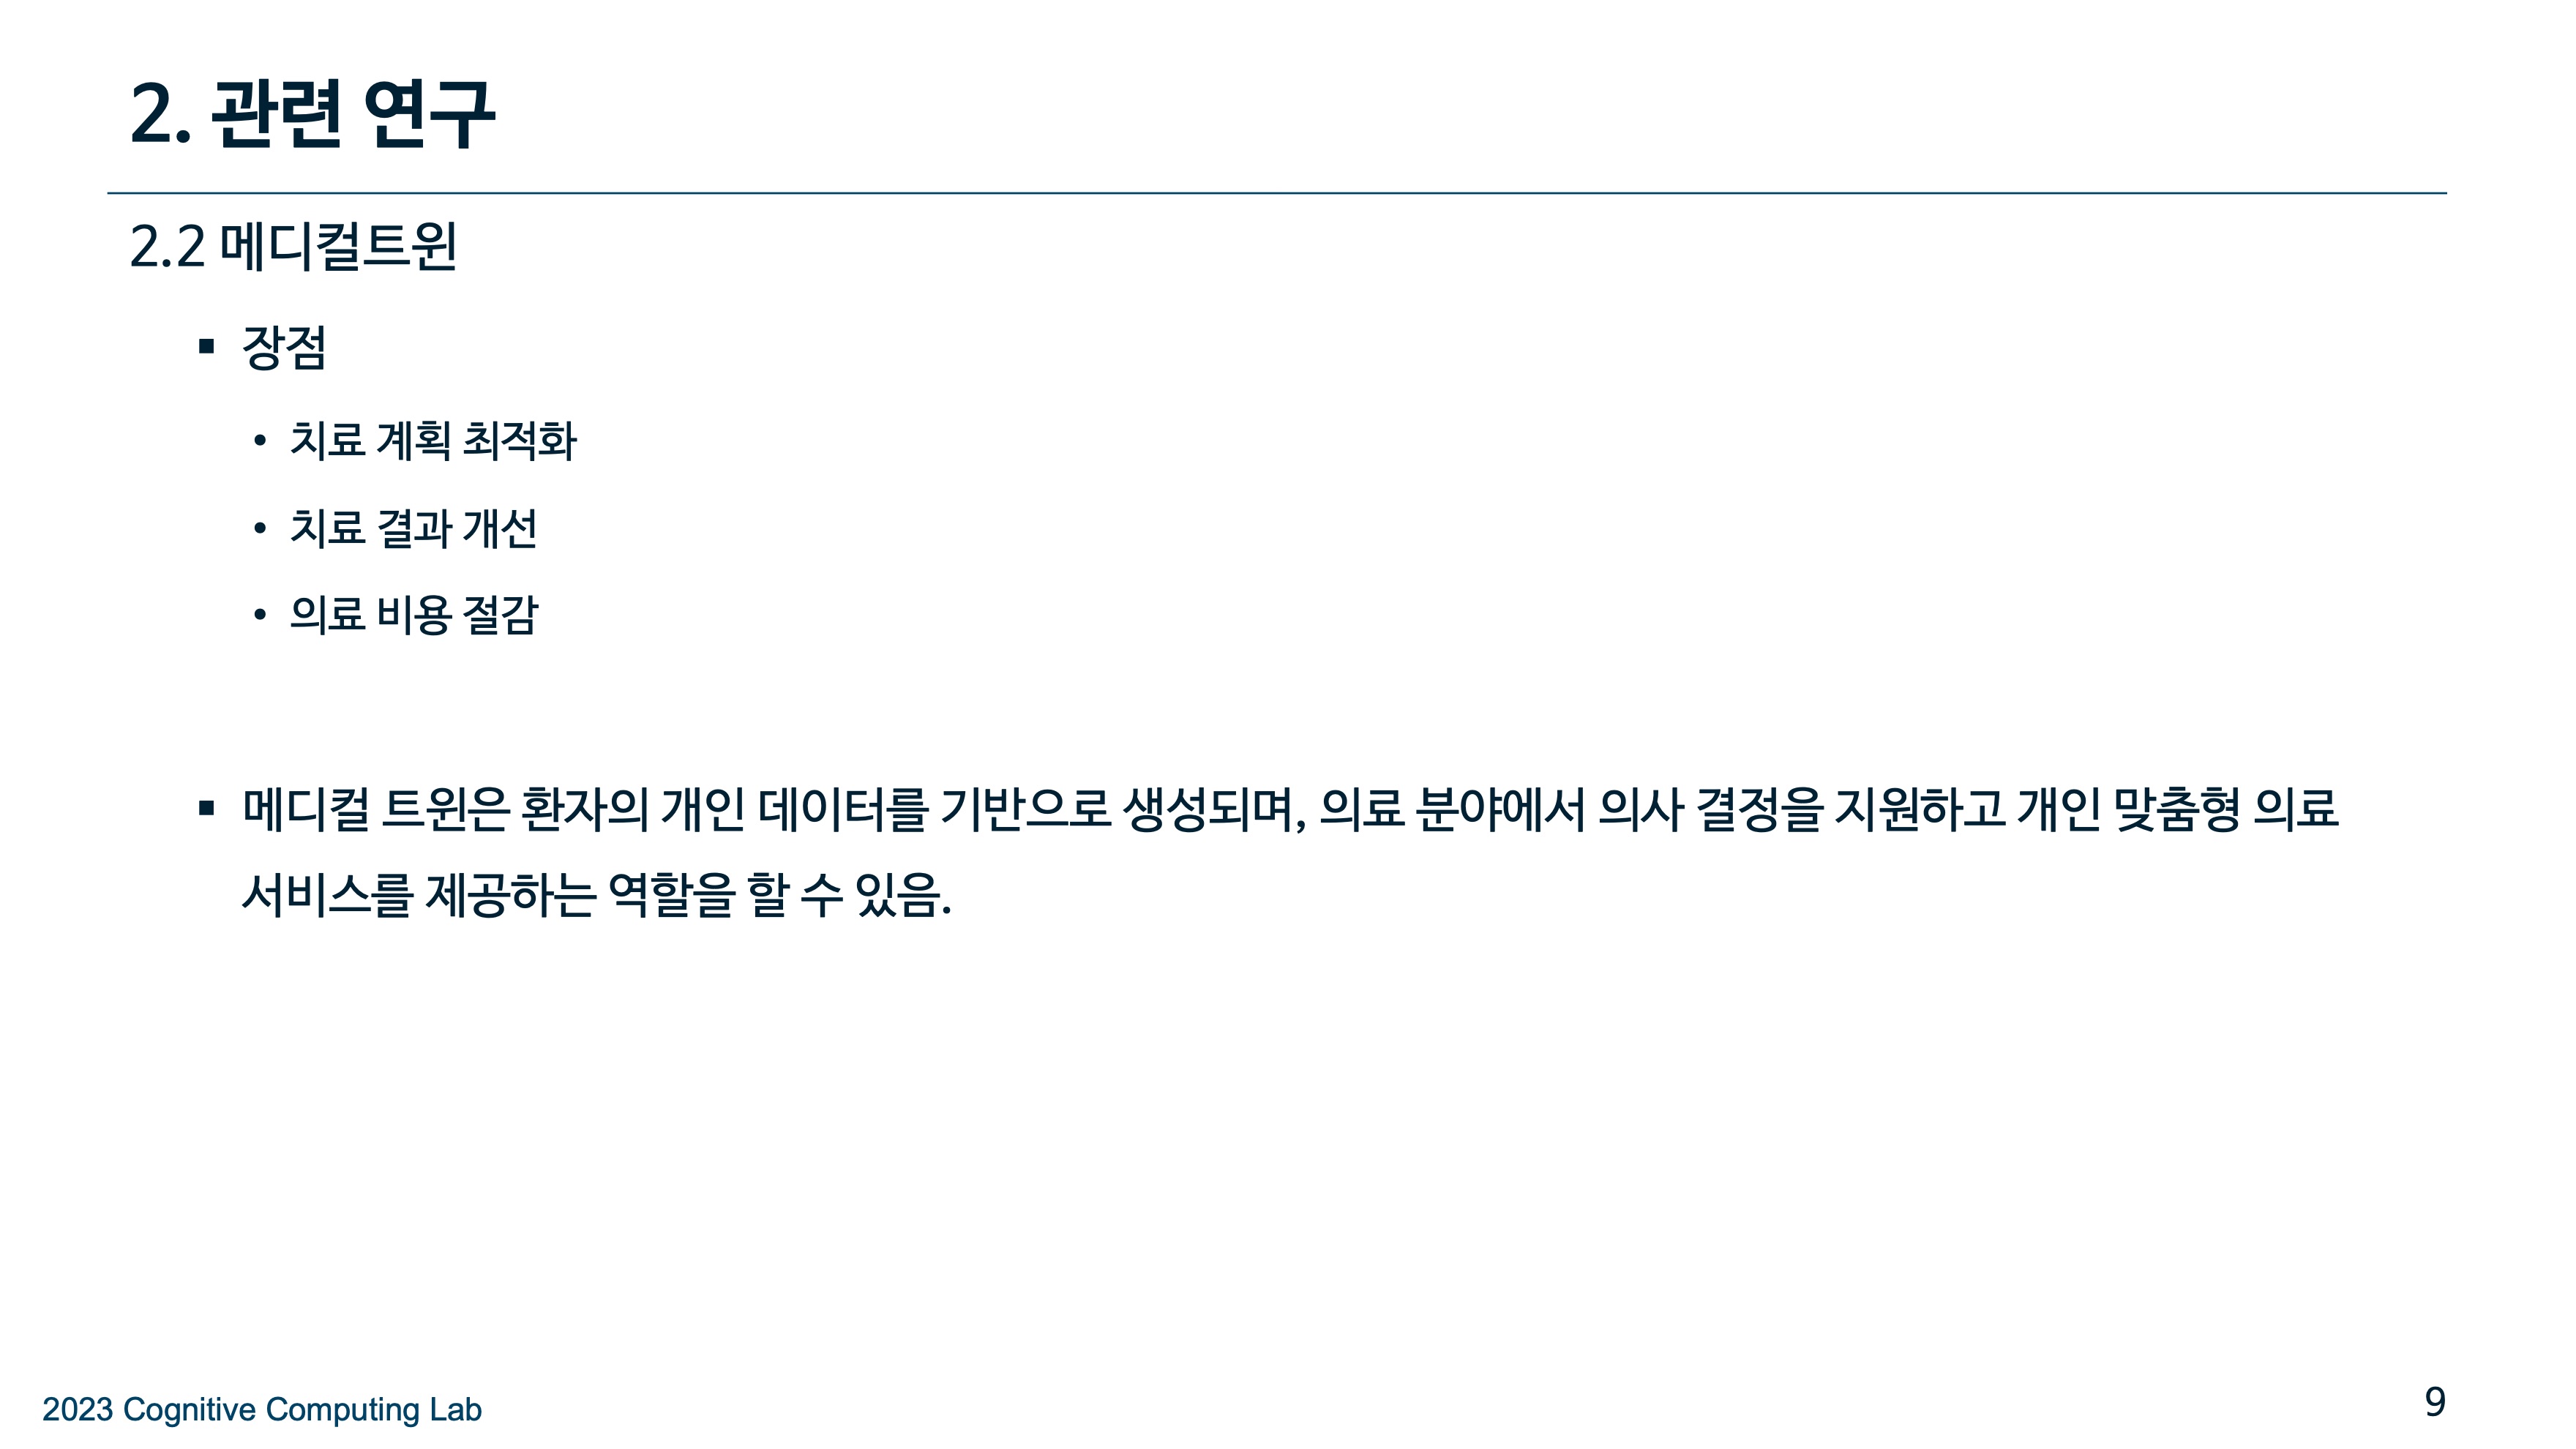 2. 관련 연구
2.2 메디컬트윈
▪ 장점
• 치료 계획 최적화
• 치료 결과 개선
• 의료 비용 절감
▪ 메디컬 트윈은 환자의 개인 데이터를 기반으로 생성되며, 의료 분야에서 의사 결정을 지원하고 개인 맞춤형 의료
서비스를 제공하는 역할을 할 수 있음.
2023 Cognitive Computing Lab
9